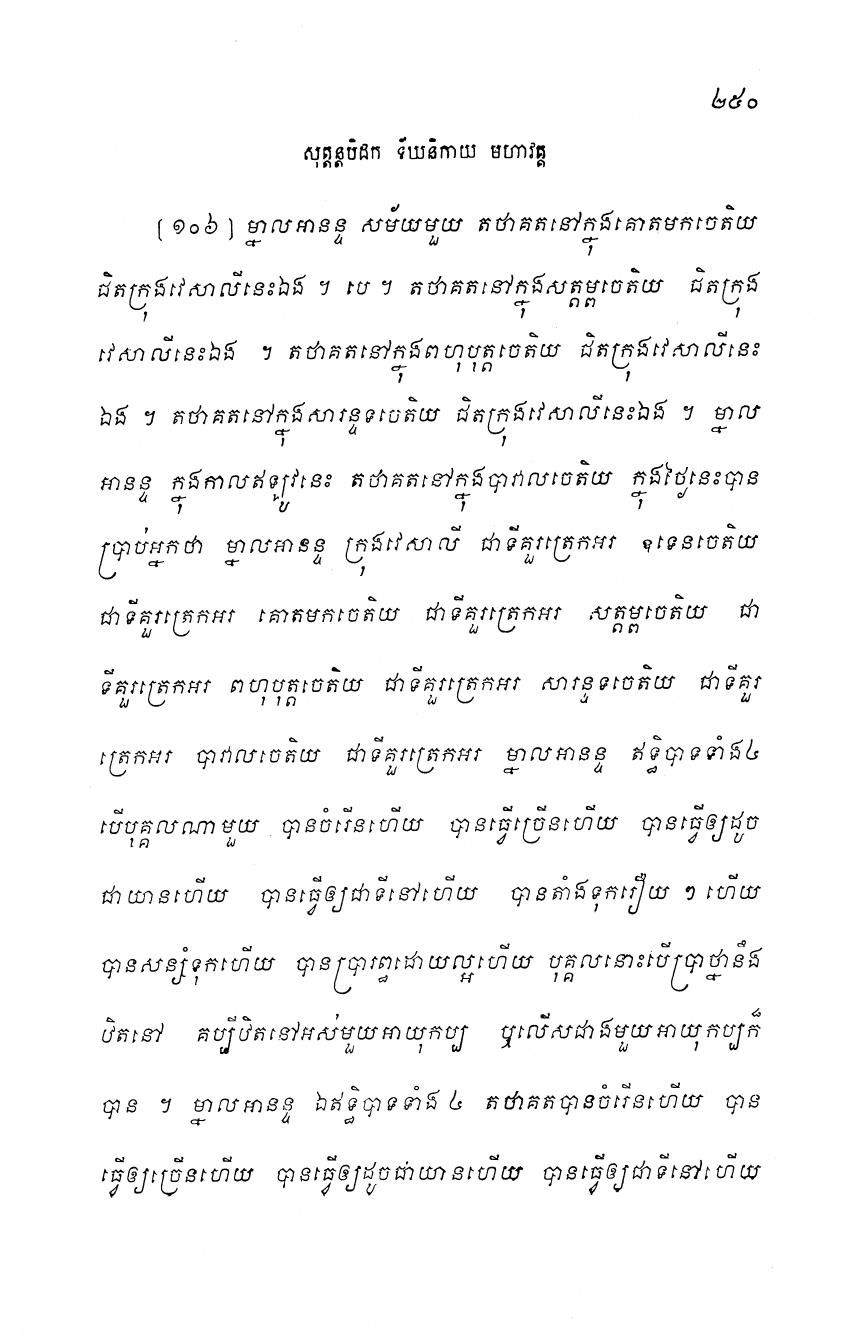 ២៥០
សុត្តន្តបិដក ទីឃនិកាយ មហាវគ្គ
[១០៦] ម្នាលអានន្ទ សម័យមួយ តថាគតនៅក្នុងគោតមកចេតិយ
ជិតក្រុងវេសាលីនេះឯង ។ បេ ។ តថាគតនៅក្នុងសត្តម្ពចេតិយ ជិតក្រុង
វេសាលីនេះឯង ។ តថាគតនៅក្នុងពហុបុត្តចេតិយ ជិតក្រុងវេសាលីនេះ
ឯង ។ តថាគតនៅក្នុងសារន្ទទចេតិយ ជិតក្រុងវេសាលីនេះឯង ។ ម្នាល
អានន្ទ ក្នុងកាលឥឡូវនេះ តថាគតនៅក្នុងបាវាលចេតិយ ក្នុងថ្ងៃនេះបាន
ប្រាប់អ្នកថា ម្នាលអានន្ទ ក្រុងវេសាលី ជាទីគួរត្រេកអរ ឧទេនចេតិយ
ជាទីគួរត្រេកអរ គោតមកចេតិយ ជាទីគួរត្រេកអរ សត្តម្ពចេតិយ ជា
ទីគួរត្រេកអរ ពហុបុត្តចេតិយ ជាទីគួរត្រេកអរ សារន្ទទចេតិយ ជាទីគួរ
ត្រេកអរ បាវាលចេតិយ ជាទីគួរត្រេកអរ ម្នាលអានន្ទ ឥទ្ធិបាទទាំង៤
បើបុគ្គលណាមួយ បានចំរើនហើយ បានធ្វើច្រើនហើយ បានធ្វើឲ្យដូច
ជាយានហើយ បានធ្វើឲ្យជាទីនៅហើយ បានតាំងទុករឿយ ៗ ហើយ
បានសន្សំទុកហើយ បានប្រារព្ធដោយល្អហើយ បុគ្គលនោះបើប្រាថ្នានឹង
ឋិតនៅ គប្បីឋិតនៅអស់មួយអាយុកប្ប ឬលើសជាងមួយអាយុកប្បក៏
បាន ។ ម្នាលអានន្ទ ឯឥទ្ធិបាទទាំង ៤ តថាគតបានចំរើនហើយ បាន
ធ្វើឲ្យច្រើនហើយ បានធ្វើឲ្យដូចជាយានហើយ បានធ្វើឲ្យជាទីនៅហើយ